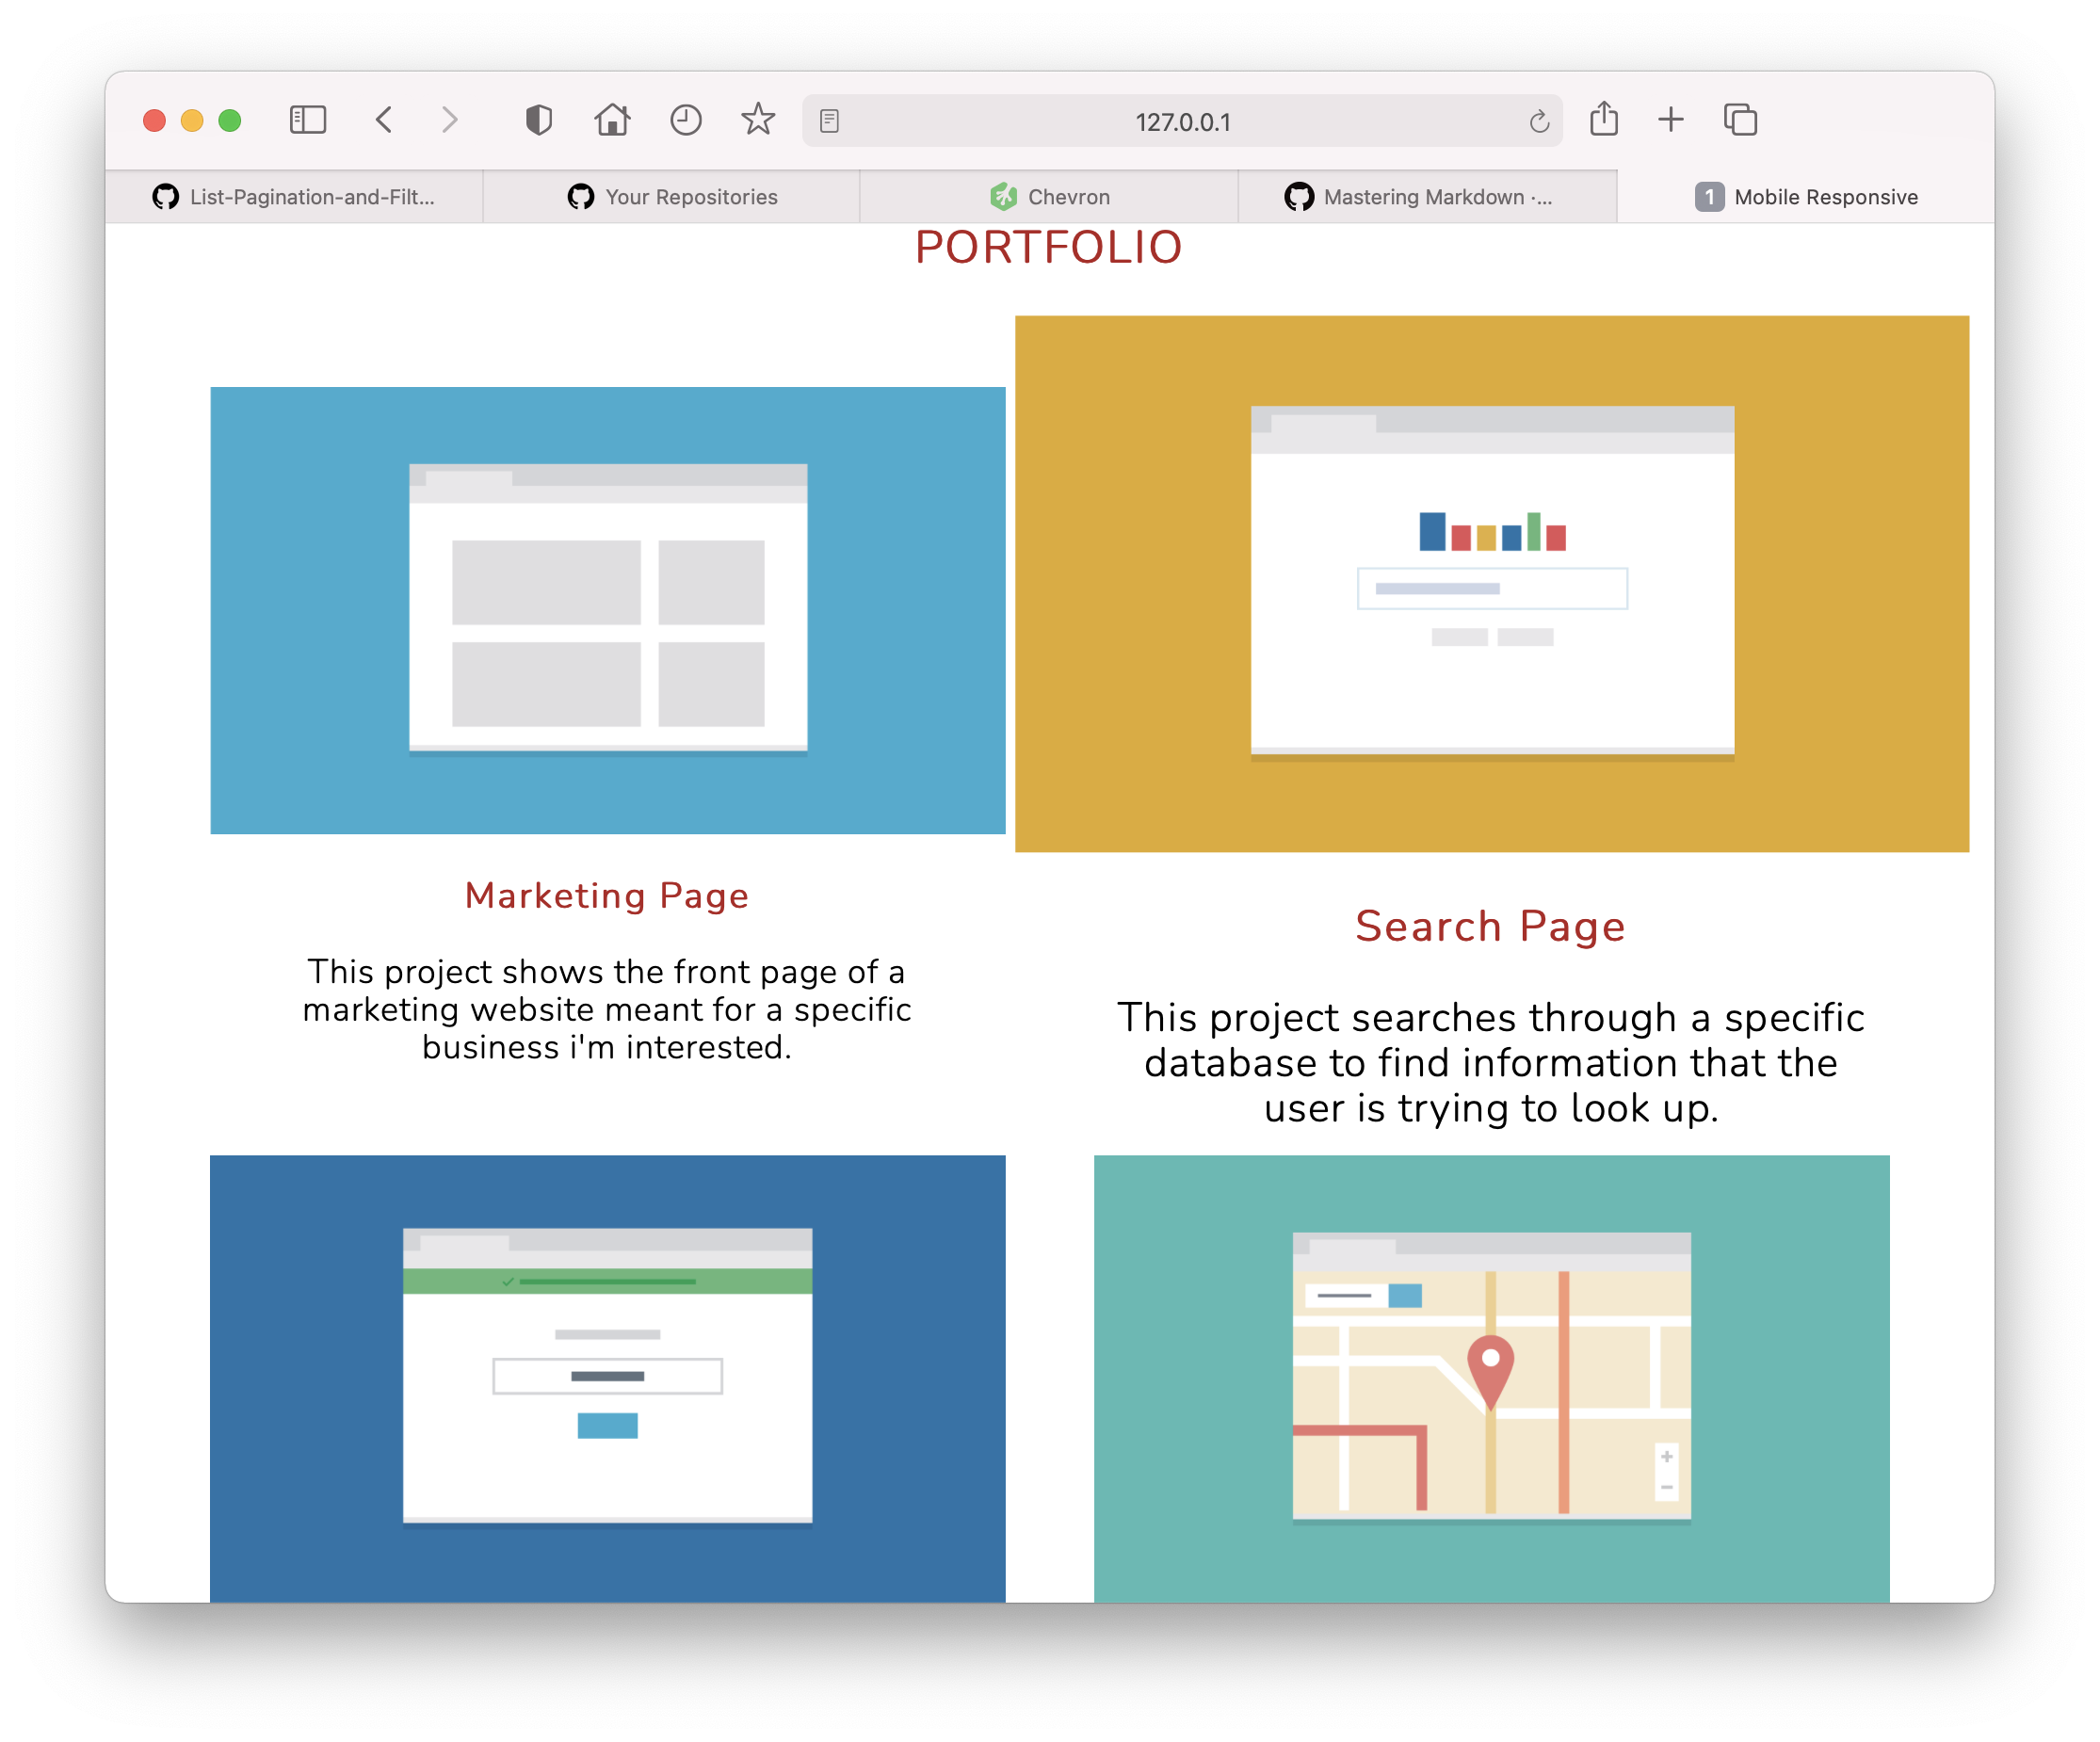 127.0.0.1
List-Pagination-and-Filt...
Your Repositories
Chevron
Mastering Markdown ·...
1 Mobile Responsive
PORTFOLIO
Marketing Page
This project shows the front page of a
marketing website meant for a specific
business i'm interested.
Search Page
This project searches through a specific
database to find information that the
user is trying to look up.